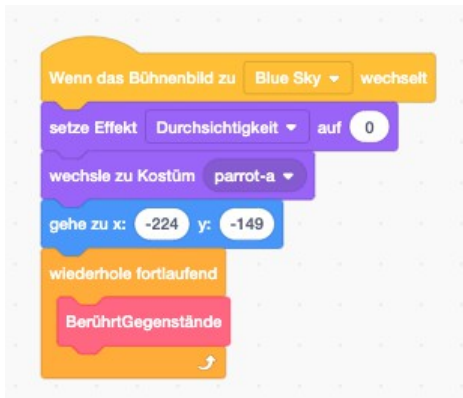 Wenn das Bühnenbild zu Blue Sky wechselt
setze Effekt Durchsichtigkeit auf 0
wechsle zu Kostüm parrot-a
gehe zu x: -224 y: -149
wiederhole fortlaufend
BerührtGegenstände